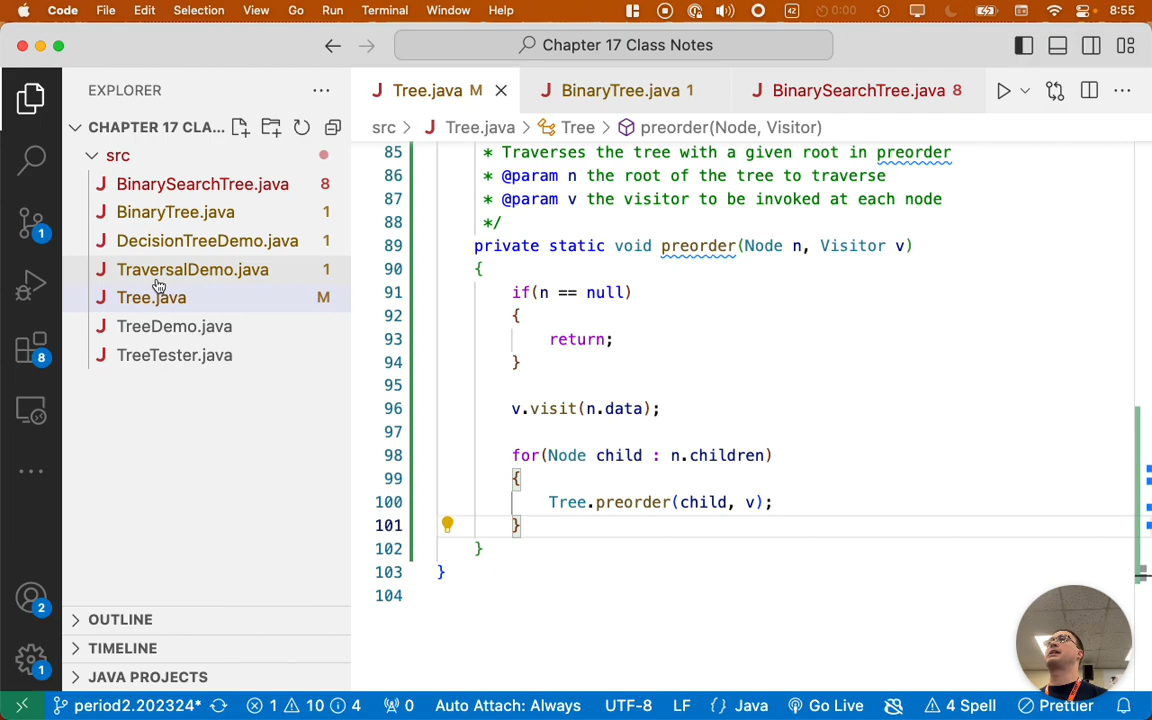 Code File Edit Selection View Go Run Terminal Window Help 42 0:00 8:55
Chapter 17 Class Notes
EXPLORER
J Tree.java M
J BinaryTree.java 1
J BinarySearchTree.java 8
CHAPTER 17 CLA...
src > J Tree.java > Tree > preorder(Node, Visitor)
src
J BinarySearchTree.java 8
J BinaryTree.java 1
J DecisionTreeDemo.java 1
J TraversalDemo.java 1
J Tree.java M
J TreeDemo.java
J TreeTester.java
85 * Traverses the tree with a given root in preorder
86 * @param n the root of the tree to traverse
87 * @param v the visitor to be invoked at each node
88 */
89 private static void preorder(Node n, Visitor v)
90 {
91 if(n == null)
92 {
93 return;
94 }
95
96 v.visit(n.data);
97
98 for(Node child : n.children)
99 {
100 Tree.preorder(child, v);
101 }
102 }
103 }
104
1
8
2
1
OUTLINE
TIMELINE
JAVA PROJECTS
period2.202324* 1 10 4 0 Auto Attach: Always UTF-8 LF {} Java Go Live 4 Spell Prettier